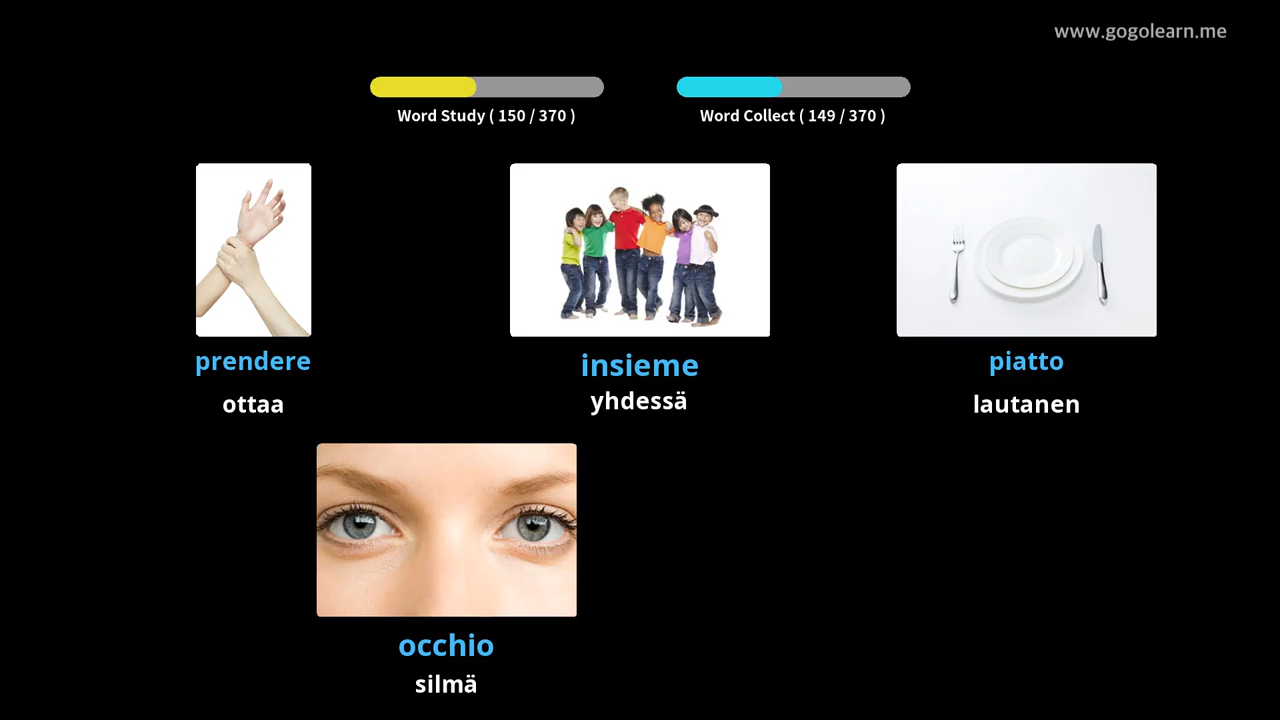 www.gogolearn.me
Word Study ( 150 / 370 )
Word Collect ( 149 / 370 )
prendere
ottaa
insieme
yhdessä
piatto
lautanen
occhio
silmä